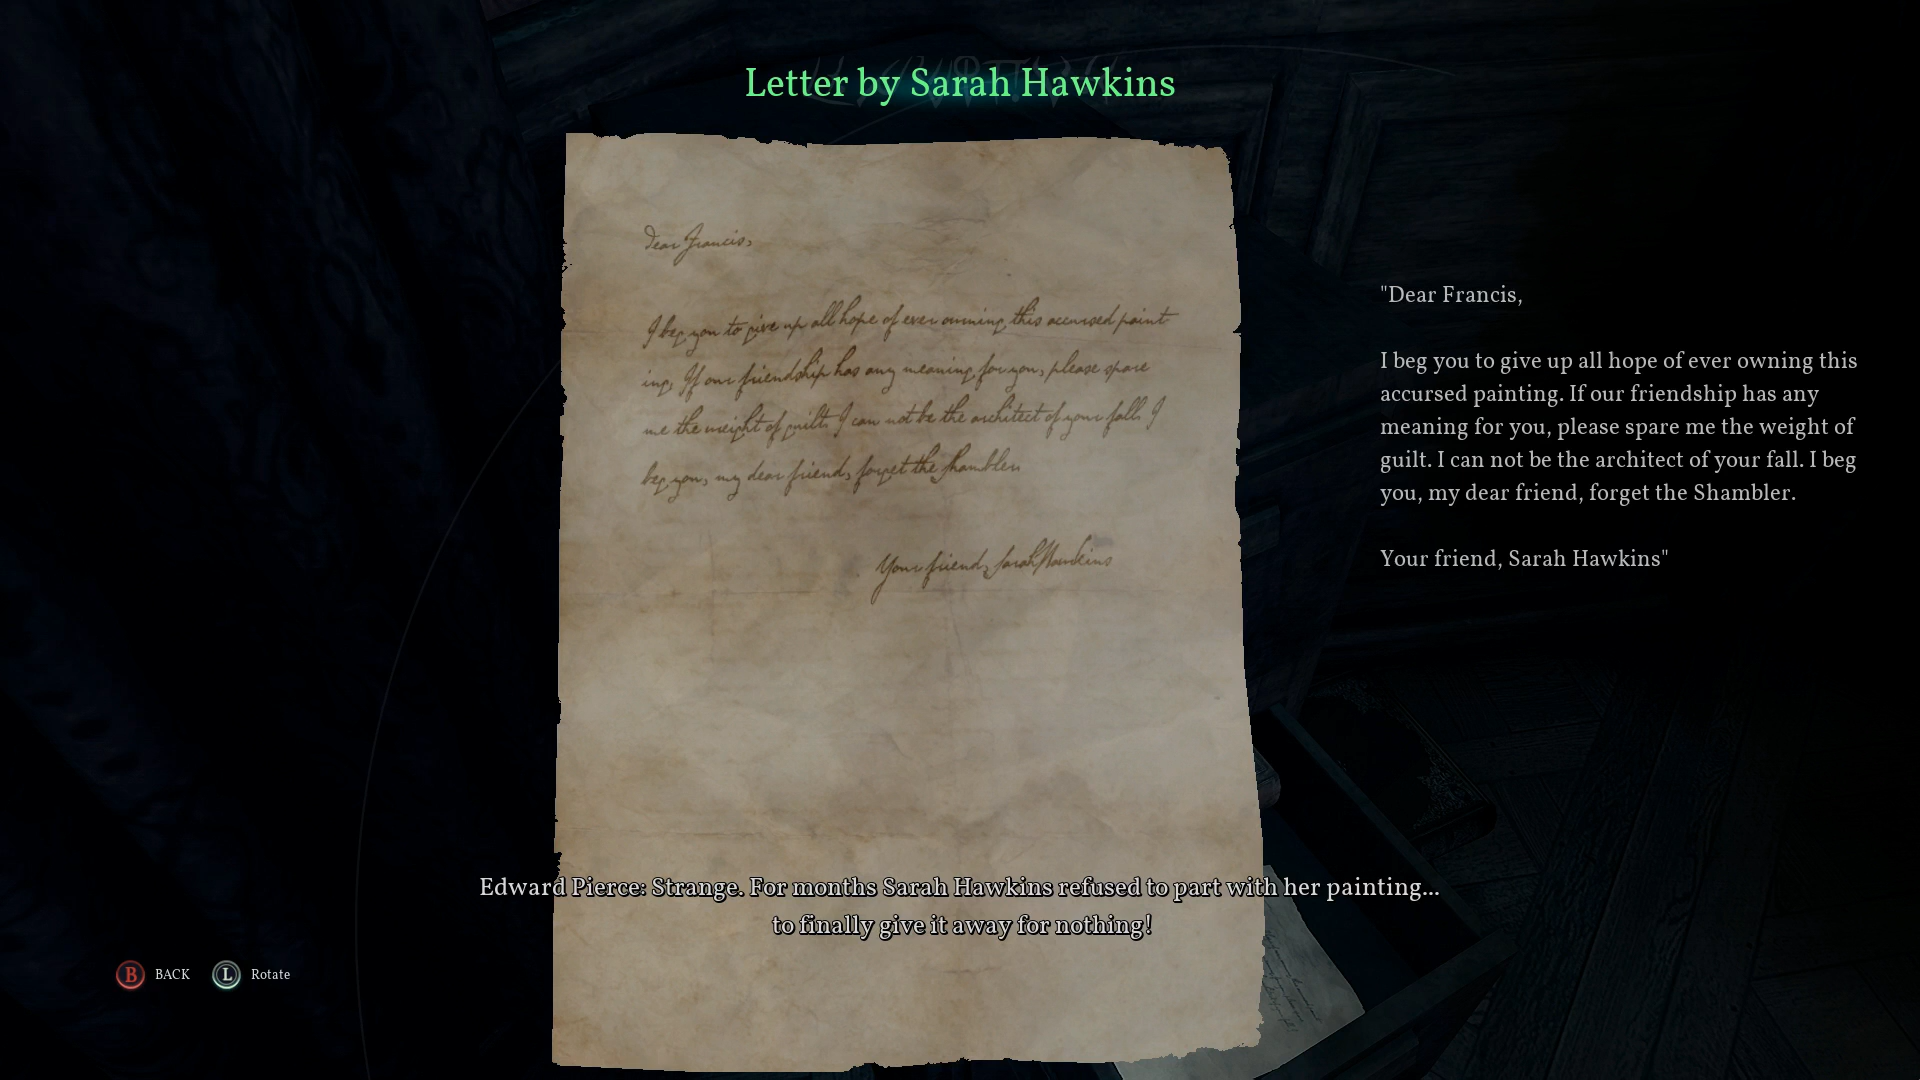 Letter by Sarah Hawkins
Dear Francis,
I beg you to give up all hope of ever owning this accursed paint
ing. If our friendship has any meaning for you, please spare
me the weight of guilt. I can not be the architect of your fall. I
beg you, my dear friend, forget the Shambler.
Your friend, Sarah Hawkins
"Dear Francis,
I beg you to give up all hope of ever owning this
accursed painting. If our friendship has any
meaning for you, please spare me the weight of
guilt. I can not be the architect of your fall. I beg
you, my dear friend, forget the Shambler.
Your friend, Sarah Hawkins"
Edward Pierce: Strange. For months Sarah Hawkins refused to part with her painting...
to finally give it away for nothing!
B BACK L Rotate